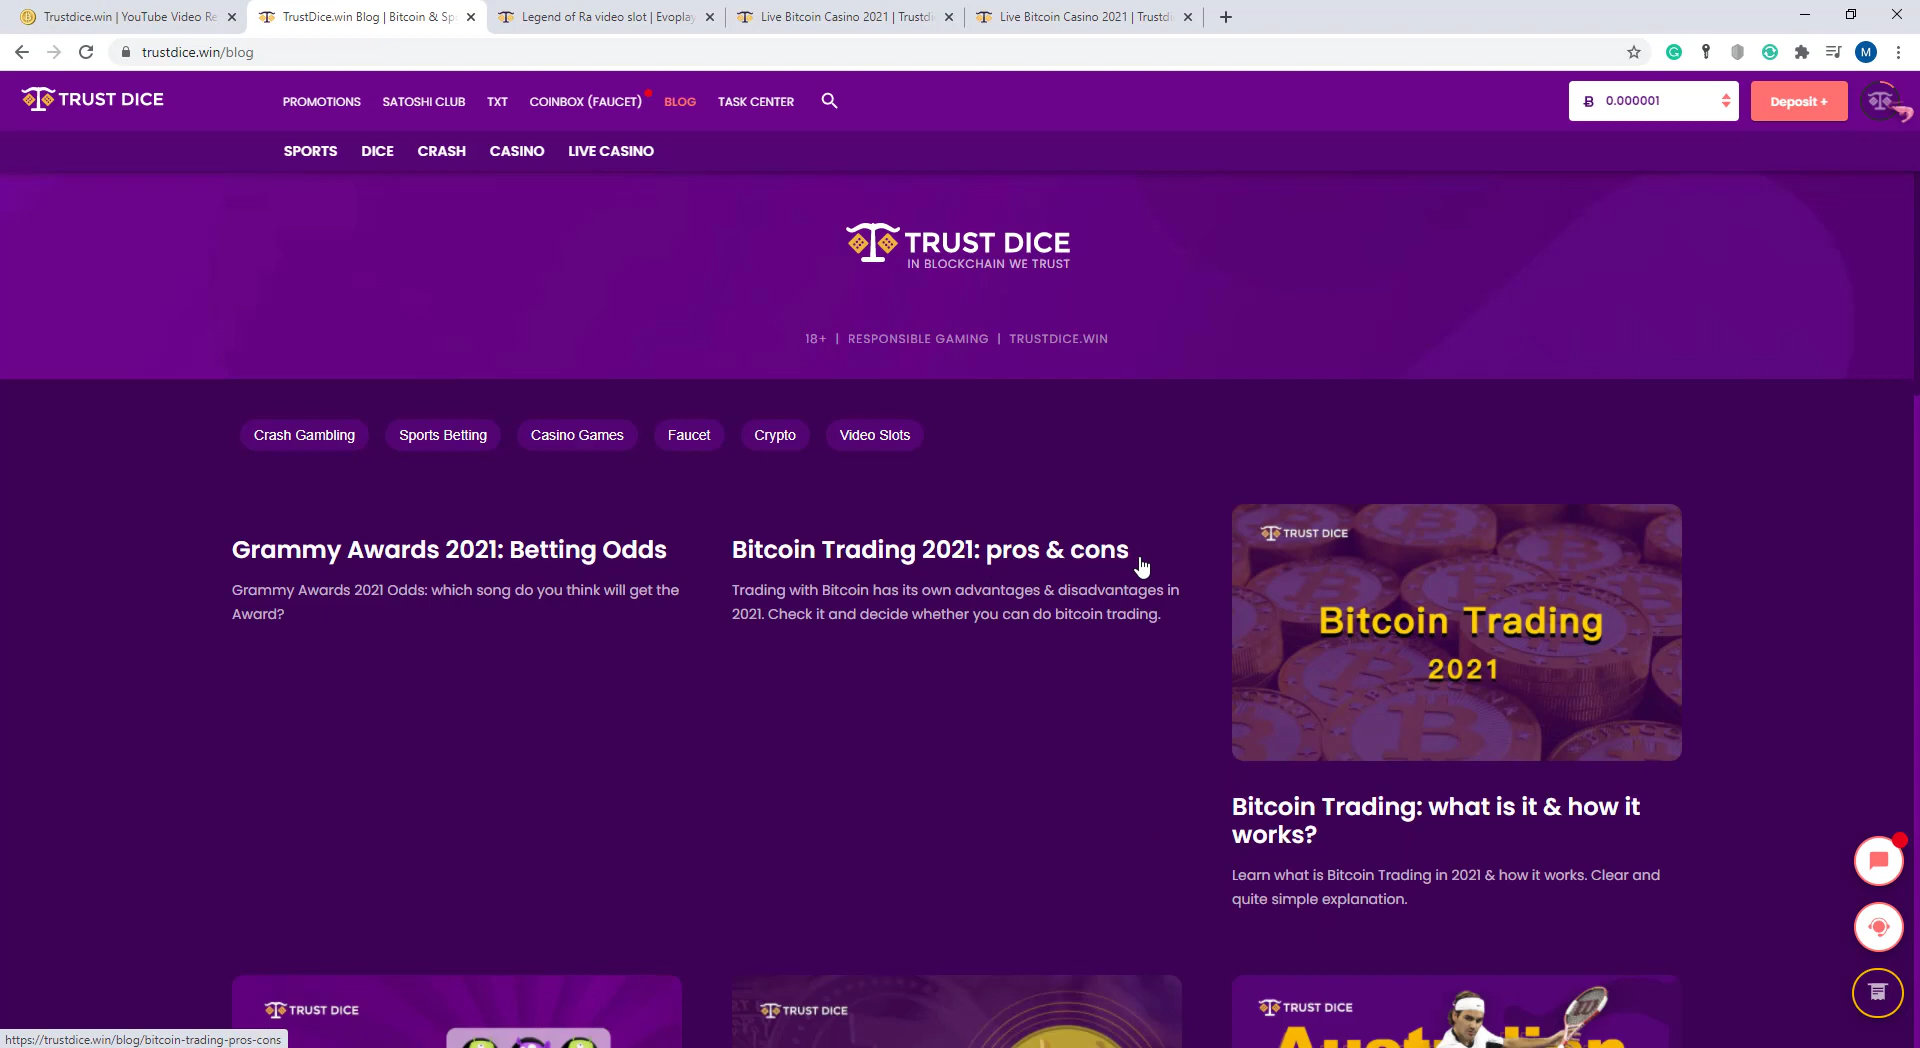 Trustdice.win | YouTube Video Re
TrustDice.win Blog | Bitcoin & Sp
Legend of Ra video slot | Evoplay
Live Bitcoin Casino 2021 | Trustdi
Live Bitcoin Casino 2021 | Trustdi
trustdice.win/blog
M
TRUST DICE
PROMOTIONS
SATOSHI CLUB
TXT
COINBOX (FAUCET)
BLOG
TASK CENTER
0.000001
Deposit +
SPORTS
DICE
CRASH
CASINO
LIVE CASINO
TRUST DICE
IN BLOCKCHAIN WE TRUST
18+ | RESPONSIBLE GAMING | TRUSTDICE.WIN
Crash Gambling
Sports Betting
Casino Games
Faucet
Crypto
Video Slots
Grammy Awards 2021: Betting Odds
Grammy Awards 2021 Odds: which song do you think will get the
Award?
Bitcoin Trading 2021: pros & cons
Trading with Bitcoin has its own advantages & disadvantages in
2021. Check it and decide whether you can do bitcoin trading.
TRUST DICE
Bitcoin Trading
2021
Bitcoin Trading: what is it & how it
works?
Learn what is Bitcoin Trading in 2021 & how it works. Clear and
quite simple explanation.
TRUST DICE
TRUST DICE
TRUST DICE
Australian
https://trustdice.win/blog/bitcoin-trading-pros-cons